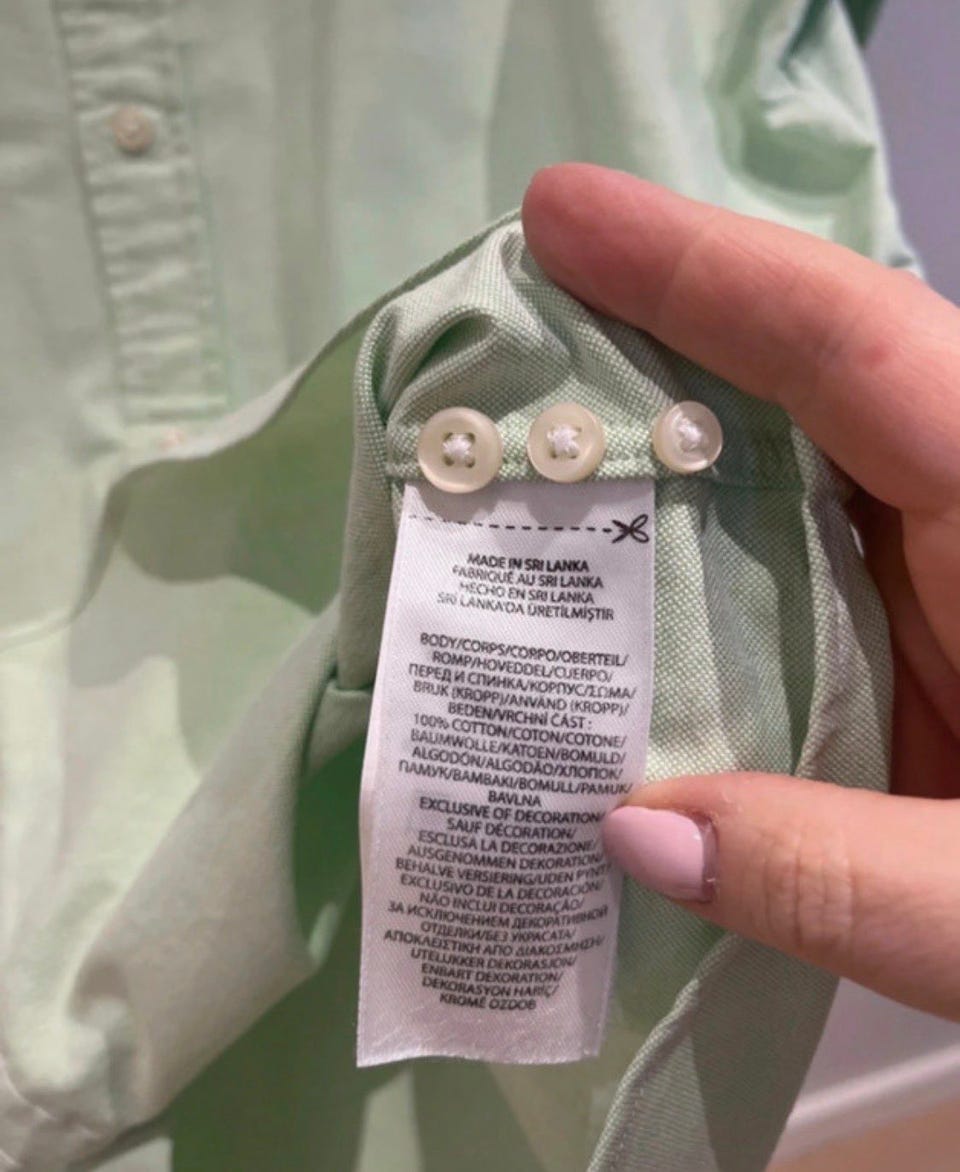 MADE IN SRI LANKA
FABRIQUÉ AU SRI LANKA
HECHO EN SRI LANKA
SRİ LANKA'DA ÜRETİLMİŞTİR
BODY/CORPS/CORPO/OBERTEIL/
ROMP/HOVEDDEL/CUERPO/
ПЕРЕД И СПИНКА/КОРПУС/ΣΩΜΑ/
BRUK (KROPP)/ANVÄND (KROPP)/
BEDEN/VRCHNÍ ČÁST :
100% COTTON/COTON/COTONE/
BAUMWOLLE/KATOEN/BOMULD/
ALGODÓN/ALGODÃO/ХЛОПОК/
ПАМУК/ΒΑΜΒΑΚΙ/BOMULL/PAMUK/
BAVLNA
EXCLUSIVE OF DECORATION/
SAUF DÉCORATION/
ESCLUSA LA DECORAZIONE/
AUSGENOMMEN DEKORATION/
BEHALVE VERSIERING/UDEN PYNT/
EXCLUSIVO DE LA DECORACIÓN/
NÃO INCLUI DECORAÇÃO/
ЗА ИСКЛЮЧЕНИЕМ ДЕКОРАТИВНОЙ
ОТДЕЛКИ/БЕЗ УКРАСАТА/
ΑΠΟΚΛΕΙΣΤΙΚΗ ΑΠΟ ΔΙΑΚΟΣΜΗΣΗ/
UTELUKKER DEKORASJON/
ENBART DEKORATION/
DEKORASYON HARİÇ/
KROMĚ OZDOB